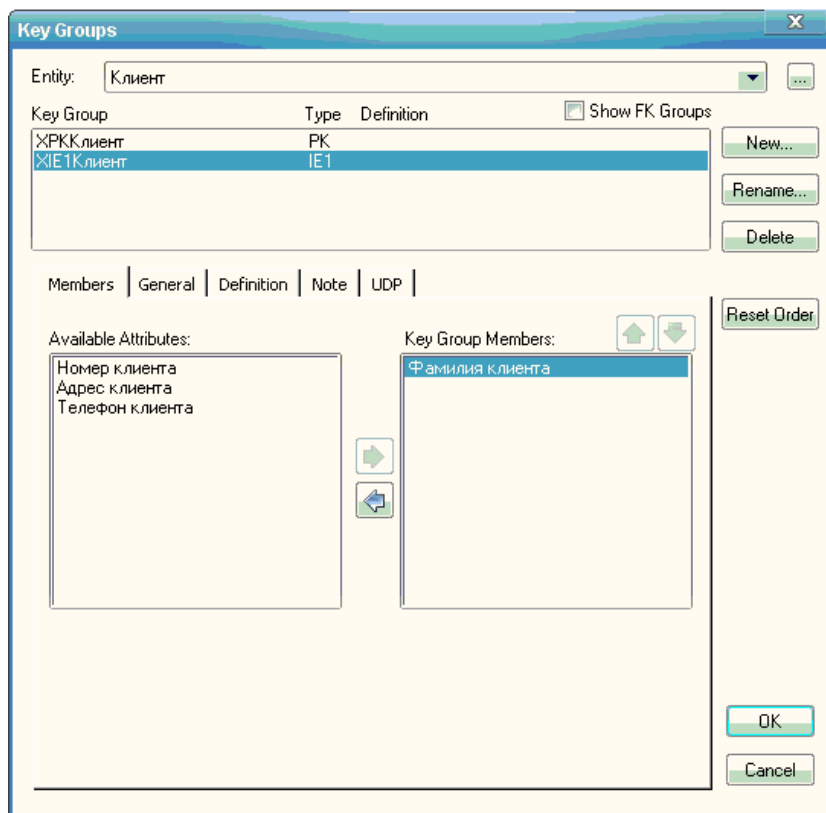 Key Groups
Entity: Клиент ...
Key Group Type Definition Show FK Groups
ХРККлиент PK
XIE1Клиент IE1
New...
Rename...
Delete
Members General Definition Note UDP
Reset Order
Available Attributes: Key Group Members:
Номер клиента Фамилия клиента
Адрес клиента
Телефон клиента
OK
Cancel